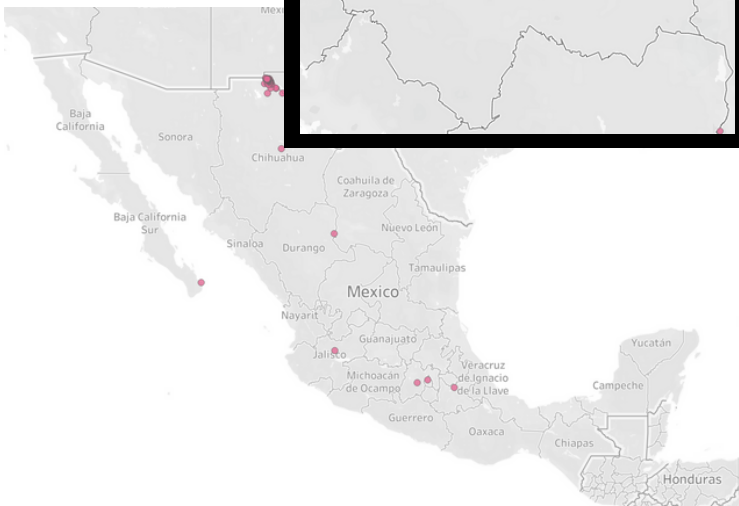 Mexi
Baja
California
Sonora
Chihuahua
Coahuila de
Zaragoza
Baja California
Sur
Sinaloa
Durango
Nuevo León
Tamaulipas
Mexico
Nayarit
Guanajuato
Jalisco
Yucatán
Michoacán
de Ocampo
Veracruz
de Ignacio
de la Llave
Campeche
Guerrero
Oaxaca
Chiapas
Honduras